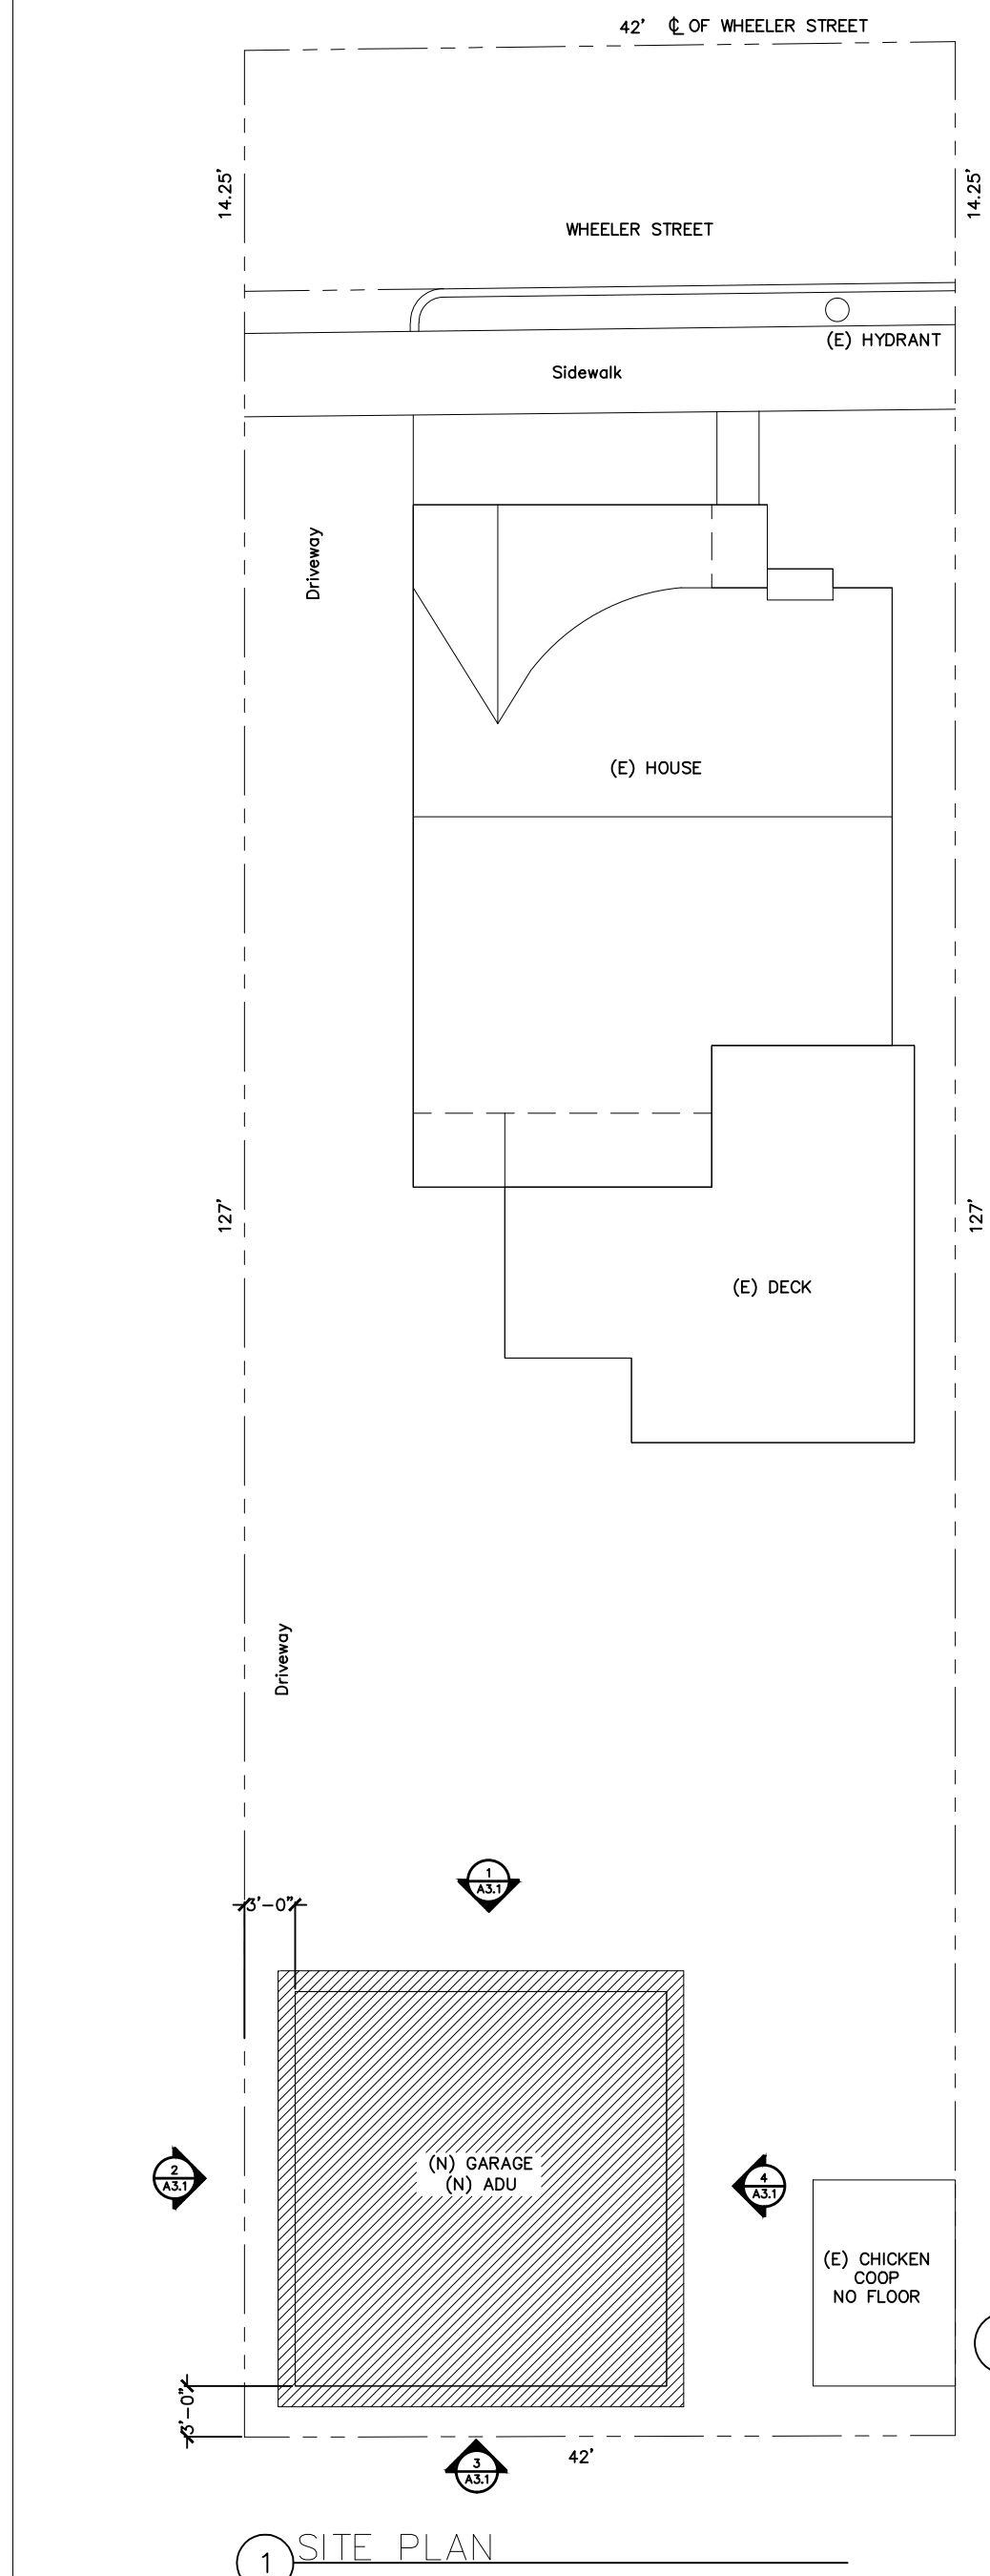 42' ℄ OF WHEELER STREET
14.25'
14.25'
WHEELER STREET
(E) HYDRANT
Sidewalk
Driveway
(E) HOUSE
127'
127'
(E) DECK
Driveway
1
A3.1
3'-0"
2
A3.1
(N) GARAGE
(N) ADU
4
A3.1
(E) CHICKEN
COOP
NO FLOOR
3'-0"
42'
3
A3.1
1 SITE PLAN